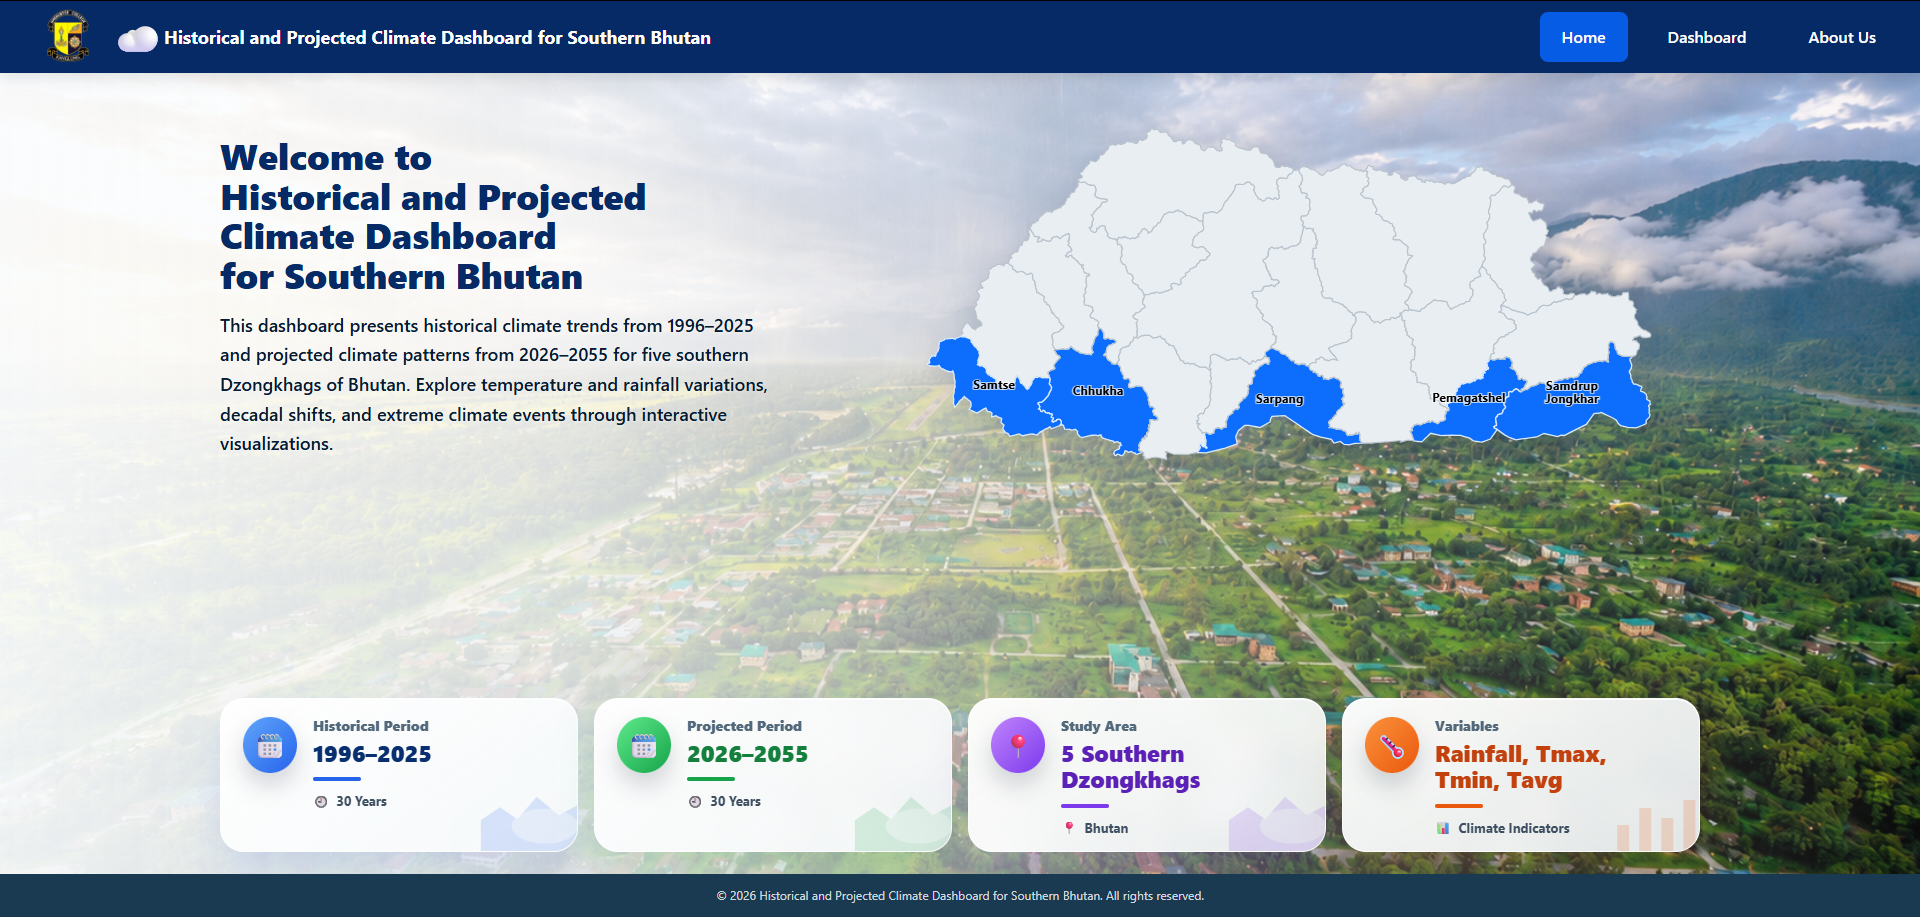 Historical and Projected Climate Dashboard for Southern Bhutan
Home
Dashboard
About Us
Welcome to
Historical and Projected
Climate Dashboard
for Southern Bhutan
This dashboard presents historical climate trends from 1996–2025
and projected climate patterns from 2026–2055 for five southern
Dzongkhags of Bhutan. Explore temperature and rainfall variations,
decadal shifts, and extreme climate events through interactive
visualizations.
Samtse
Chhukha
Sarpang
Pemagatshel
Samdrup
Jongkhar
Historical Period
1996–2025
30 Years
Projected Period
2026–2055
30 Years
Study Area
5 Southern
Dzongkhags
Bhutan
Variables
Rainfall, Tmax,
Tmin, Tavg
Climate Indicators
© 2026 Historical and Projected Climate Dashboard for Southern Bhutan. All rights reserved.